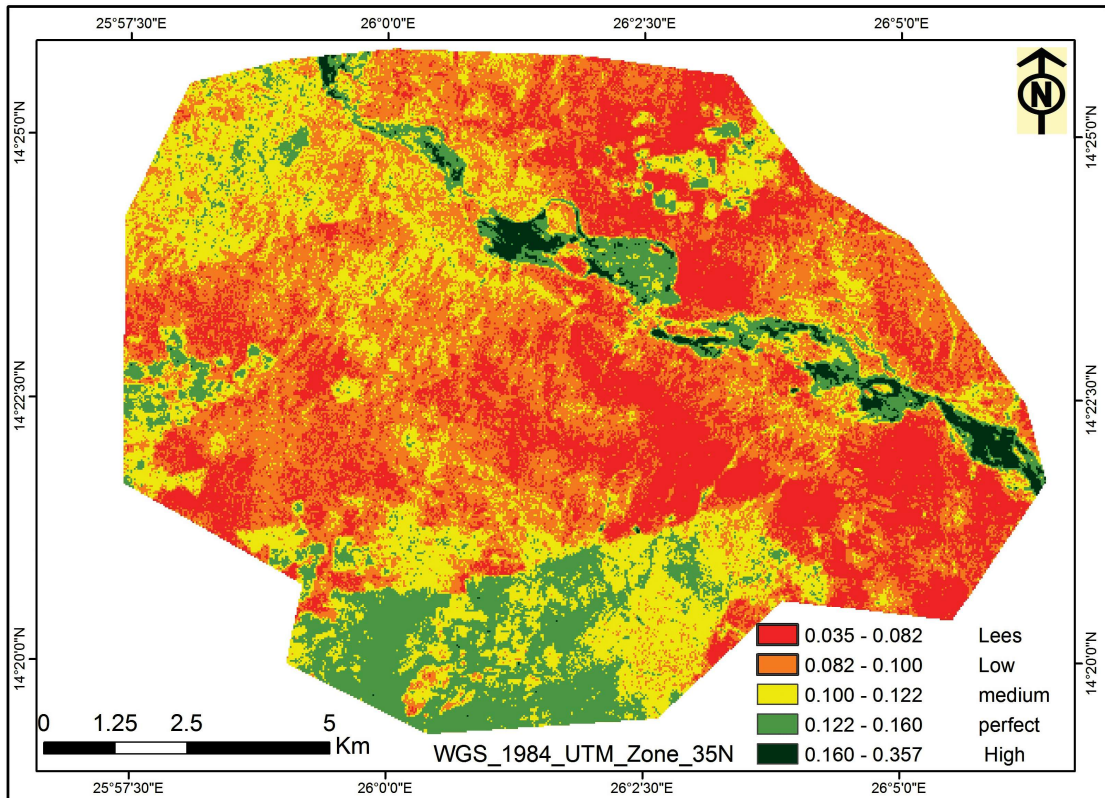 25°57'30"E 26°0'0"E 26°2'30"E 26°5'0"E
N
14°25'0"N 14°25'0"N
14°22'30"N 14°22'30"N
14°20'0"N 14°20'0"N
0.035 - 0.082 Lees
0.082 - 0.100 Low
0.100 - 0.122 medium
0.122 - 0.160 perfect
0.160 - 0.357 High
0 1.25 2.5 5
Km
WGS_1984_UTM_Zone_35N
25°57'30"E 26°0'0"E 26°2'30"E 26°5'0"E